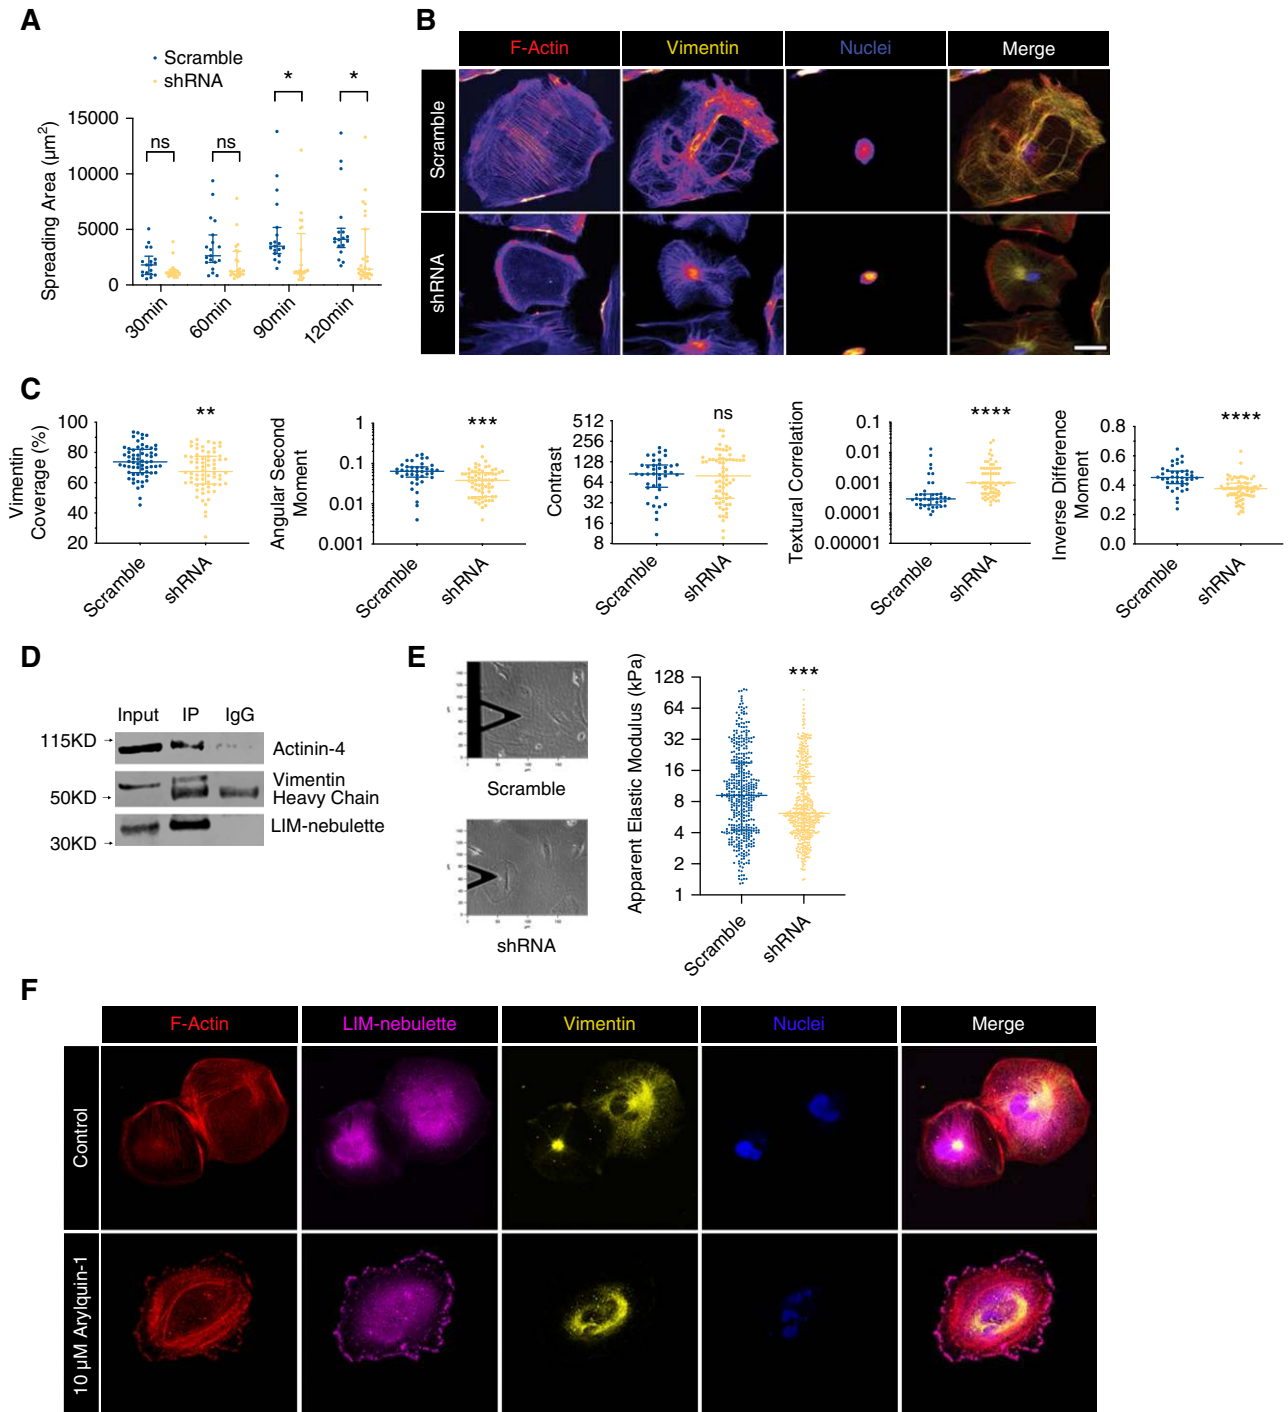 A
Scramble
shRNA
Spreading Area (µm²)
15000
10000
5000
0
ns
ns
*
*
30min
60min
90min
120min
B
F-Actin
Vimentin
Nuclei
Merge
Scramble
shRNA
C
Vimentin
Coverage (%)
100
80
60
40
20
**
Scramble
shRNA
Angular Second
Moment
1
0.1
0.01
0.001
***
Scramble
shRNA
Contrast
512
256
128
64
32
16
8
ns
Scramble
shRNA
Textural Correlation
0.1
0.01
0.001
0.0001
0.00001
****
Scramble
shRNA
Inverse Difference
Moment
0.8
0.6
0.4
0.2
0.0
****
Scramble
shRNA
D
Input IP IgG
115KD
Actinin-4
Vimentin
50KD
Heavy Chain
LIM-nebulette
30KD
E
Scramble
shRNA
Apparent Elastic Modulus (kPa)
128
64
32
16
8
4
2
1
***
Scramble
shRNA
F
F-Actin
LIM-nebulette
Vimentin
Nuclei
Merge
Control
10 µM Arylquin-1